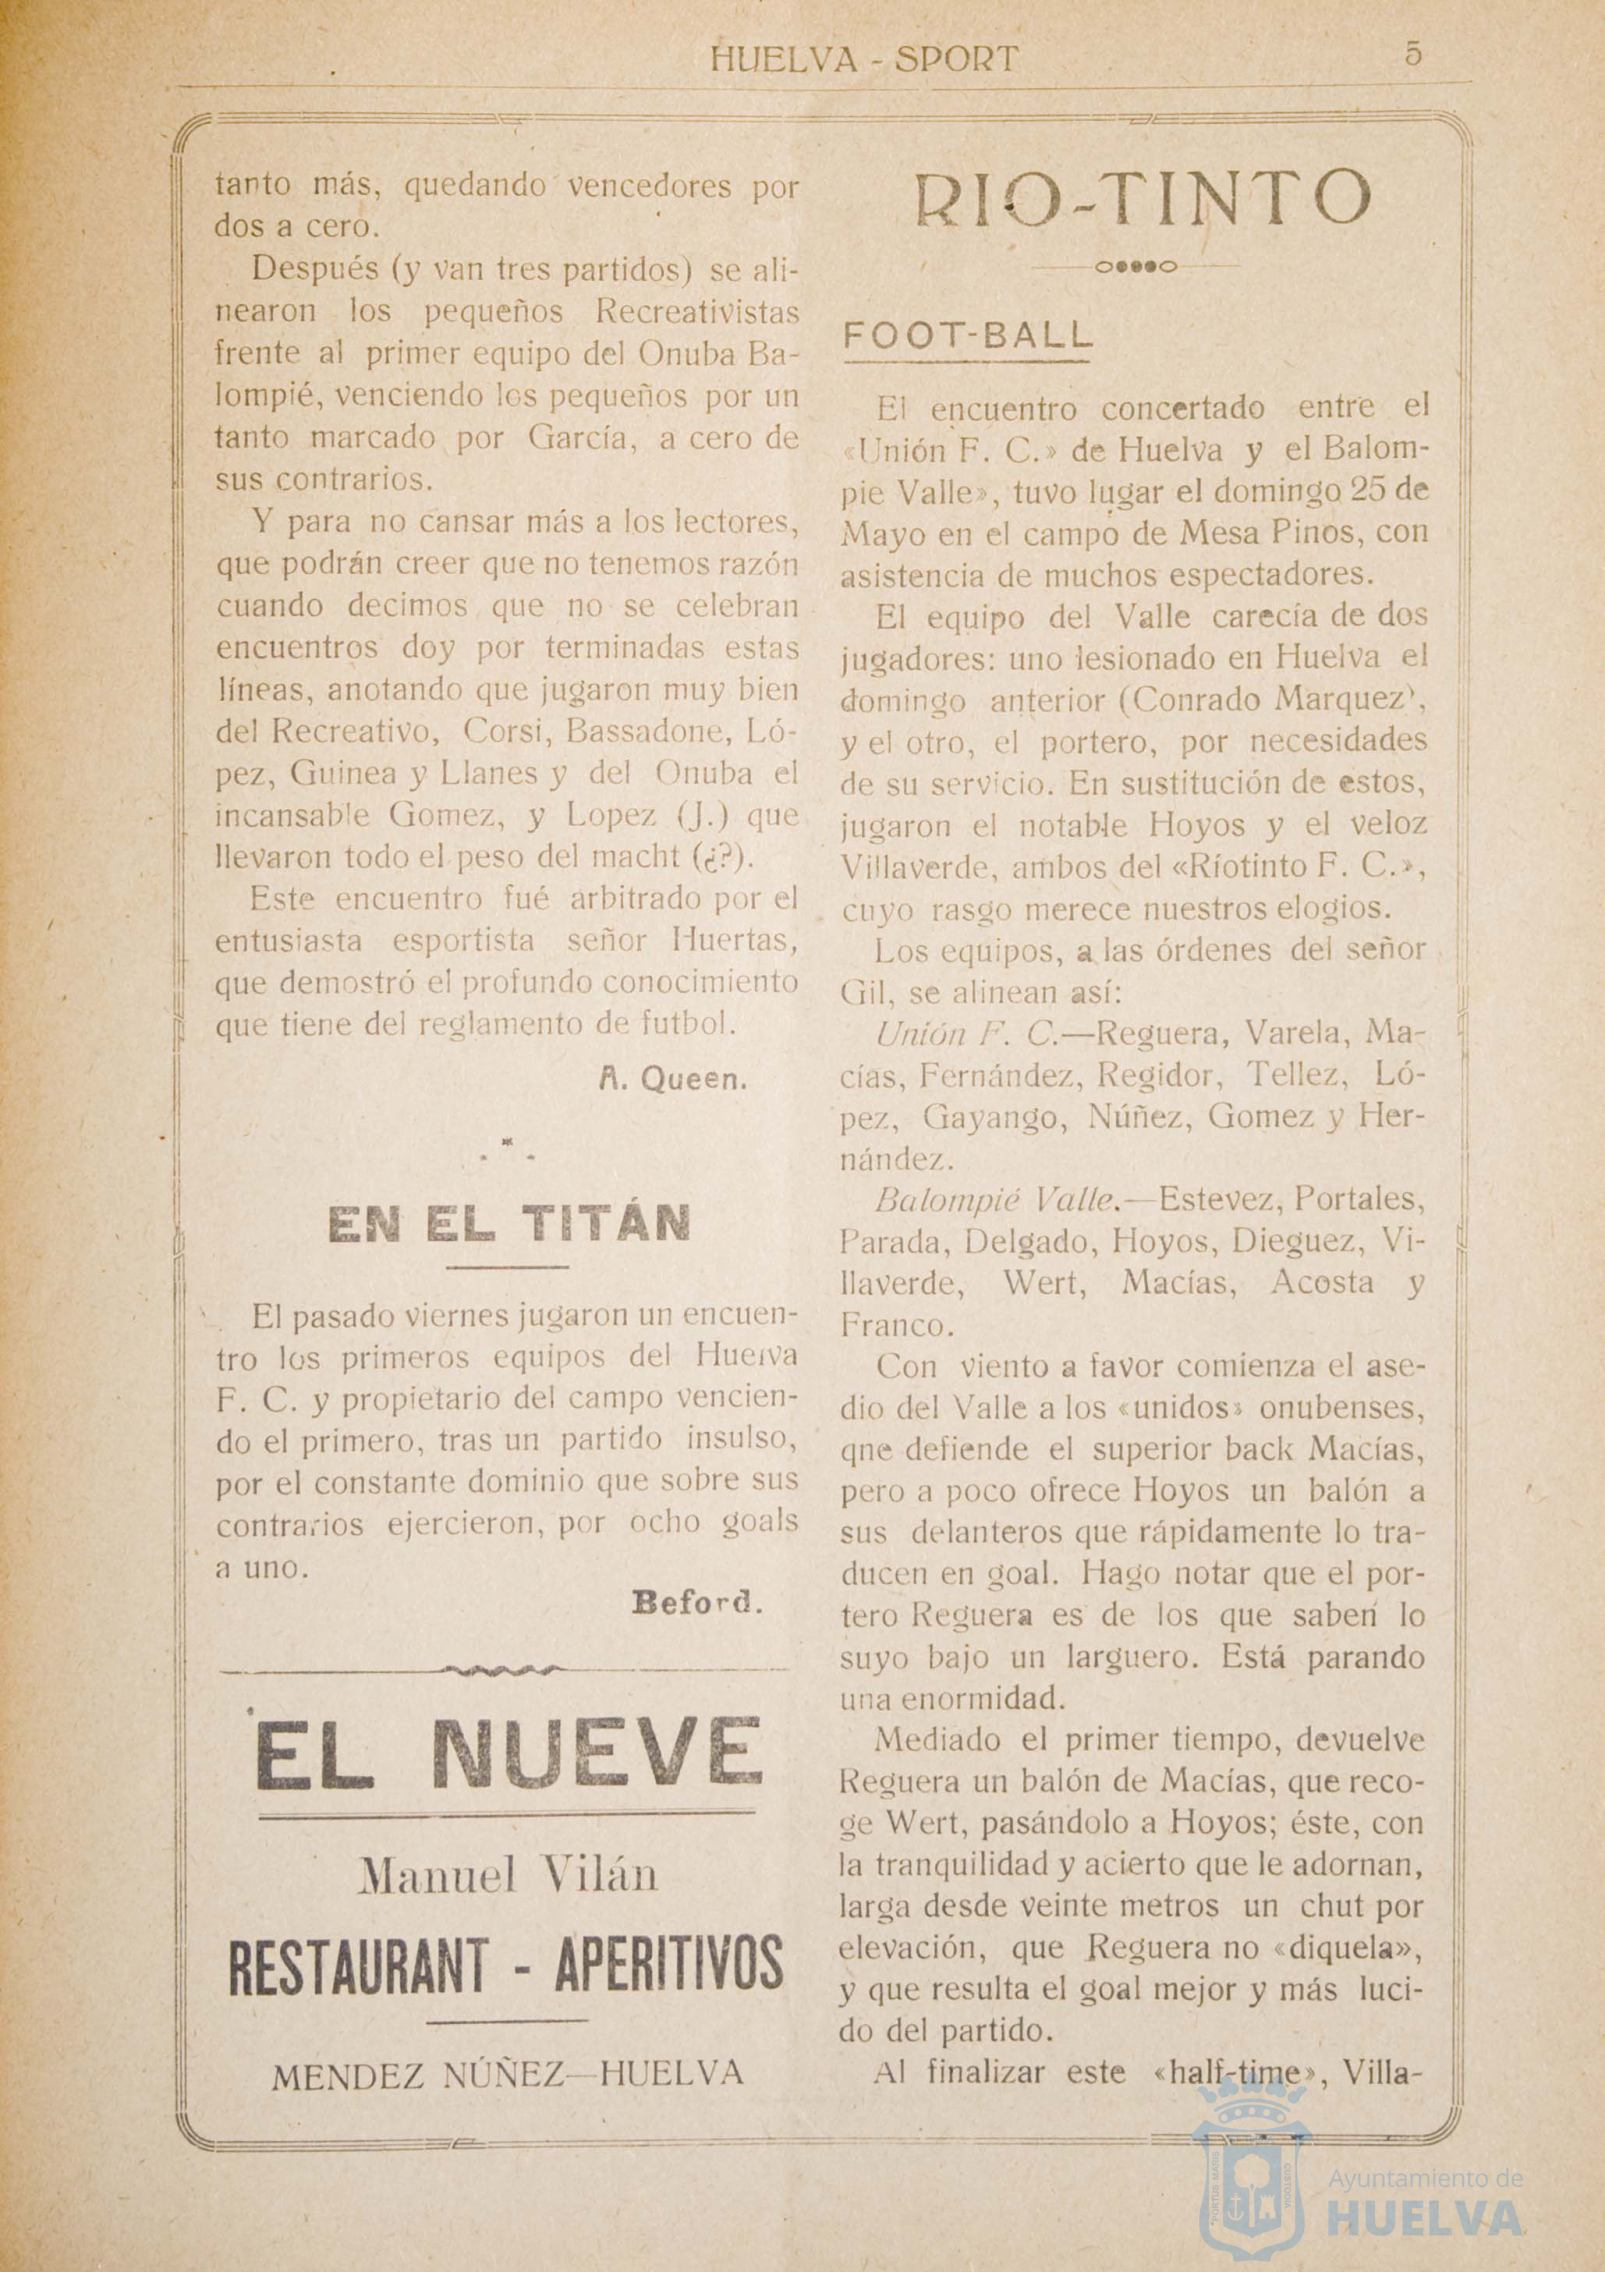 HUELVA - SPORT
5
tanto más, quedando vencedores por
dos a cero.
Después (y van tres partidos) se ali-
nearon los pequeños Recreativistas
frente al primer equipo del Onuba Ba-
lompié, venciendo los pequeños por un
tanto marcado por García, a cero de
sus contrarios.
Y para no cansar más a los lectores,
que podrán creer que no tenemos razón
cuando decimos que no se celebran
encuentros doy por terminadas estas
líneas, anotando que jugaron muy bien
del Recreativo, Corsi, Bassadone, Ló-
pez, Guinea y Llanes y del Onuba el
incansable Gomez, y Lopez (J.) que
llevaron todo el peso del macht (¿?).
Este encuentro fué arbitrado por el
entusiasta esportista señor Huertas,
que demostró el profundo conocimiento
que tiene del reglamento de futbol.
A. Queen.
EN EL TITÁN
El pasado viernes jugaron un encuen-
tro los primeros equipos del Huelva
F. C. y propietario del campo vencien-
do el primero, tras un partido insulso,
por el constante dominio que sobre sus
contrarios ejercieron, por ocho goals
a uno.
Beford.
EL NUEVE
Manuel Vilán
RESTAURANT - APERITIVOS
MENDEZ NÚÑEZ—HUELVA
RIO-TINTO
FOOT-BALL
El encuentro concertado entre el
«Unión F. C.» de Huelva y el Balom-
pie Valle», tuvo lugar el domingo 25 de
Mayo en el campo de Mesa Pinos, con
asistencia de muchos espectadores.
El equipo del Valle carecía de dos
jugadores: uno lesionado en Huelva el
domingo anterior (Conrado Marquez),
y el otro, el portero, por necesidades
de su servicio. En sustitución de estos,
jugaron el notable Hoyos y el veloz
Villaverde, ambos del «Ríotinto F. C.»,
cuyo rasgo merece nuestros elogios.
Los equipos, a las órdenes del señor
Gil, se alinean así:
Unión F. C.—Reguera, Varela, Ma-
cías, Fernández, Regidor, Tellez, Ló-
pez, Gayango, Núñez, Gomez y Her-
nández.
Balompié Valle.—Estevez, Portales,
Parada, Delgado, Hoyos, Dieguez, Vi-
llaverde, Wert, Macías, Acosta y
Franco.
Con viento a favor comienza el ase-
dio del Valle a los «unidos» onubenses,
qne defiende el superior back Macías,
pero a poco ofrece Hoyos un balón a
sus delanteros que rápidamente lo tra-
ducen en goal. Hago notar que el por-
tero Reguera es de los que saben lo
suyo bajo un larguero. Está parando
una enormidad.
Mediado el primer tiempo, devuelve
Reguera un balón de Macías, que reco-
ge Wert, pasándolo a Hoyos; éste, con
la tranquilidad y acierto que le adornan,
larga desde veinte metros un chut por
elevación, que Reguera no «diquela»,
y que resulta el goal mejor y más luci-
do del partido.
Al finalizar este «half-time», Villa-
PORTUS MARIS
CUSTODIA
Ayuntamiento de
HUELVA